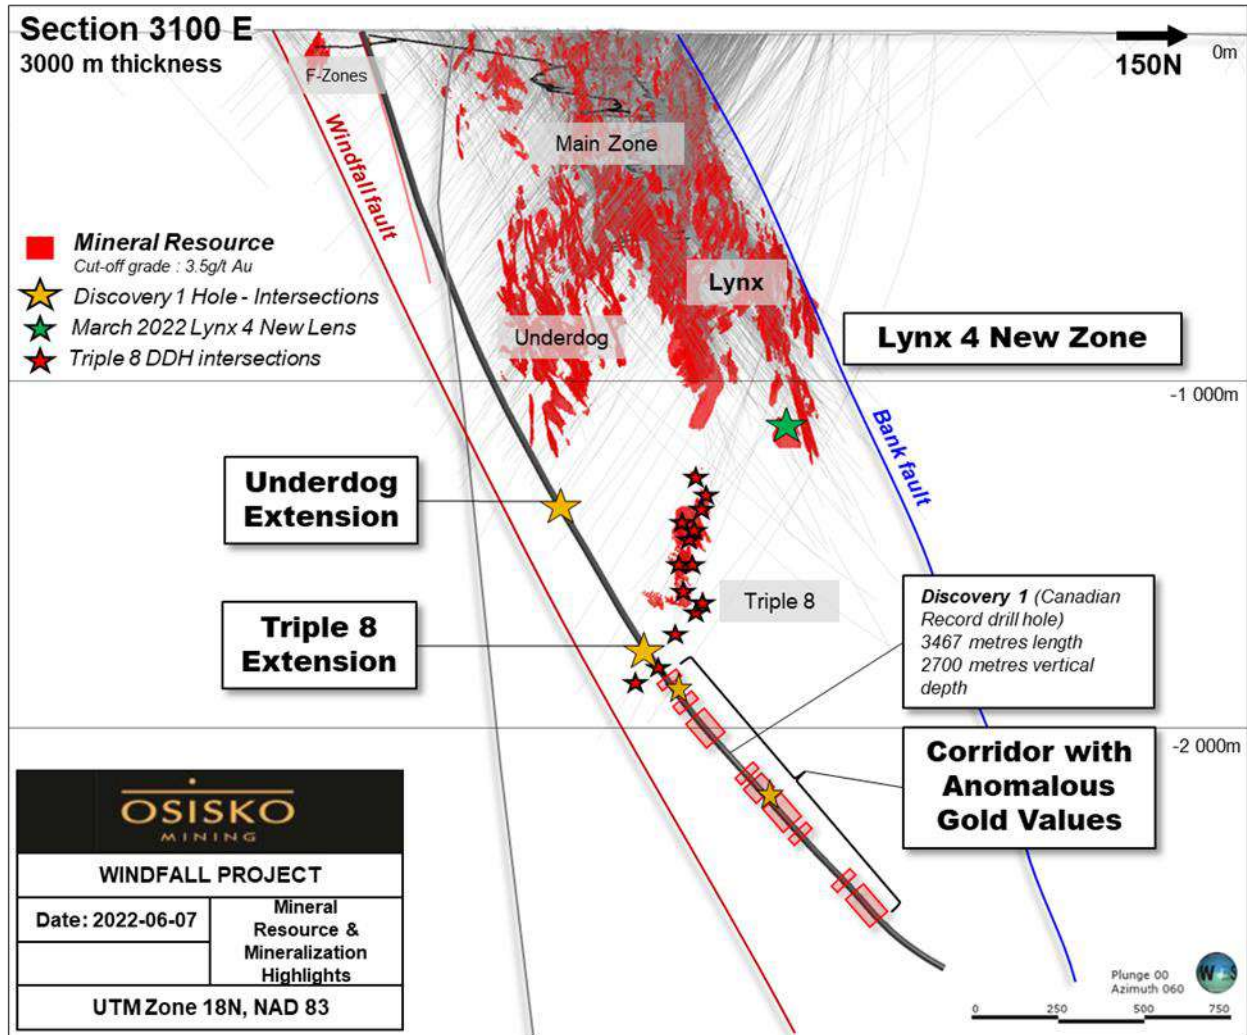 Section 3100 E
3000 m thickness
150N
0m
F-Zones
Windfall fault
Main Zone
Mineral Resource
Cut-off grade : 3.5g/t Au
Discovery 1 Hole - Intersections
March 2022 Lynx 4 New Lens
Triple 8 DDH intersections
Lynx
Underdog
Lynx 4 New Zone
-1 000m
Bank fault
Underdog
Extension
Triple 8
Extension
Triple 8
Discovery 1 (Canadian
Record drill hole)
3467 metres length
2700 metres vertical
depth
-2 000m
Corridor with
Anomalous
Gold Values
OSISKO
MINING
WINDFALL PROJECT
Date: 2022-06-07
Mineral
Resource &
Mineralization
Highlights
UTM Zone 18N, NAD 83
Plunge 00
Azimuth 060
0 250 500 750